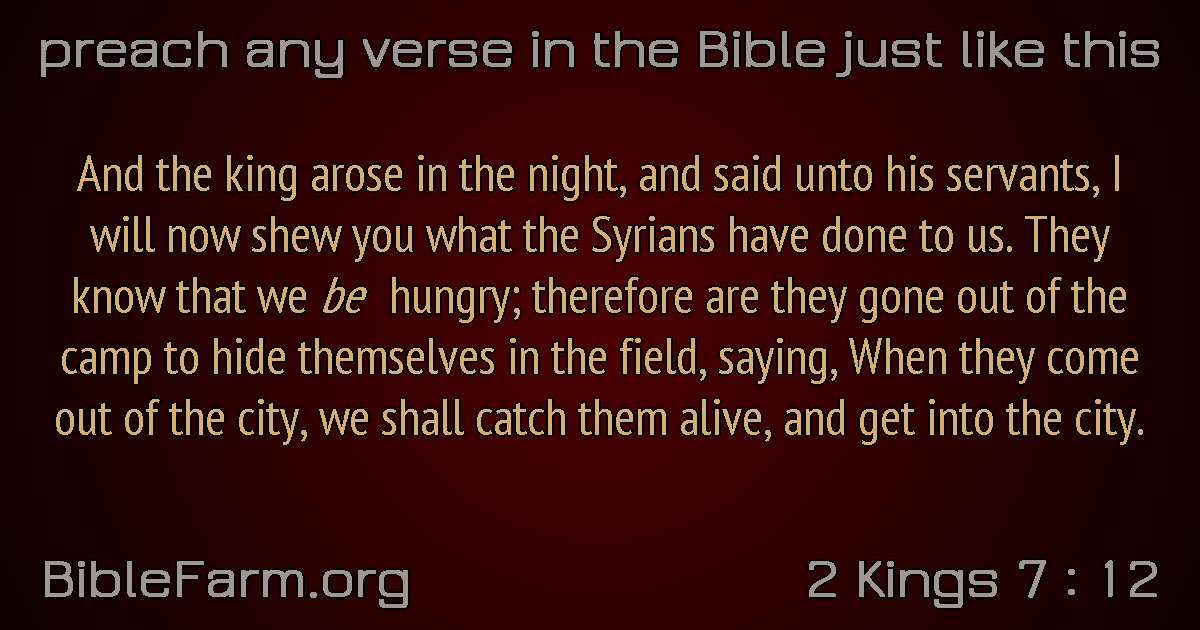 preach any verse in the Bible just like this
And the king arose in the night, and said unto his servants, I
will now shew you what the Syrians have done to us. They
know that we be hungry; therefore are they gone out of the
camp to hide themselves in the field, saying, When they come
out of the city, we shall catch them alive, and get into the city.
BibleFarm.org
2 Kings 7 : 12